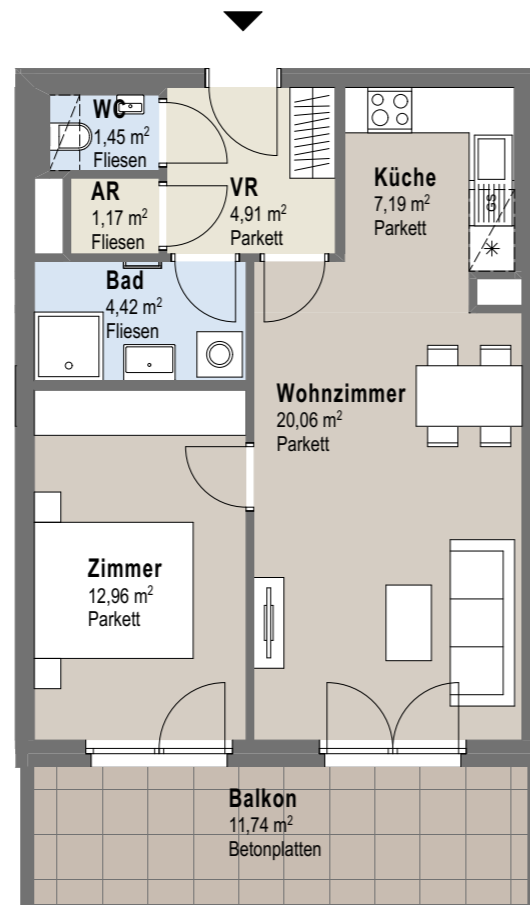 WC
1,45 m²
Fliesen
AR
1,17 m²
Fliesen
VR
4,91 m²
Parkett
Küche
7,19 m²
Parkett
GS
Bad
4,42 m²
Fliesen
Wohnzimmer
20,06 m²
Parkett
Zimmer
12,96 m²
Parkett
Balkon
11,74 m²
Betonplatten